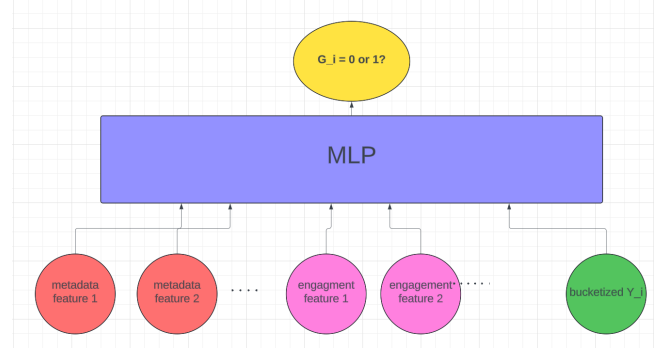 G_i = 0 or 1?
MLP
metadata
feature 1
metadata
feature 2
. . . .
engagment
feature 1
engagement
feature 2
. . . . .
bucketized Y_i